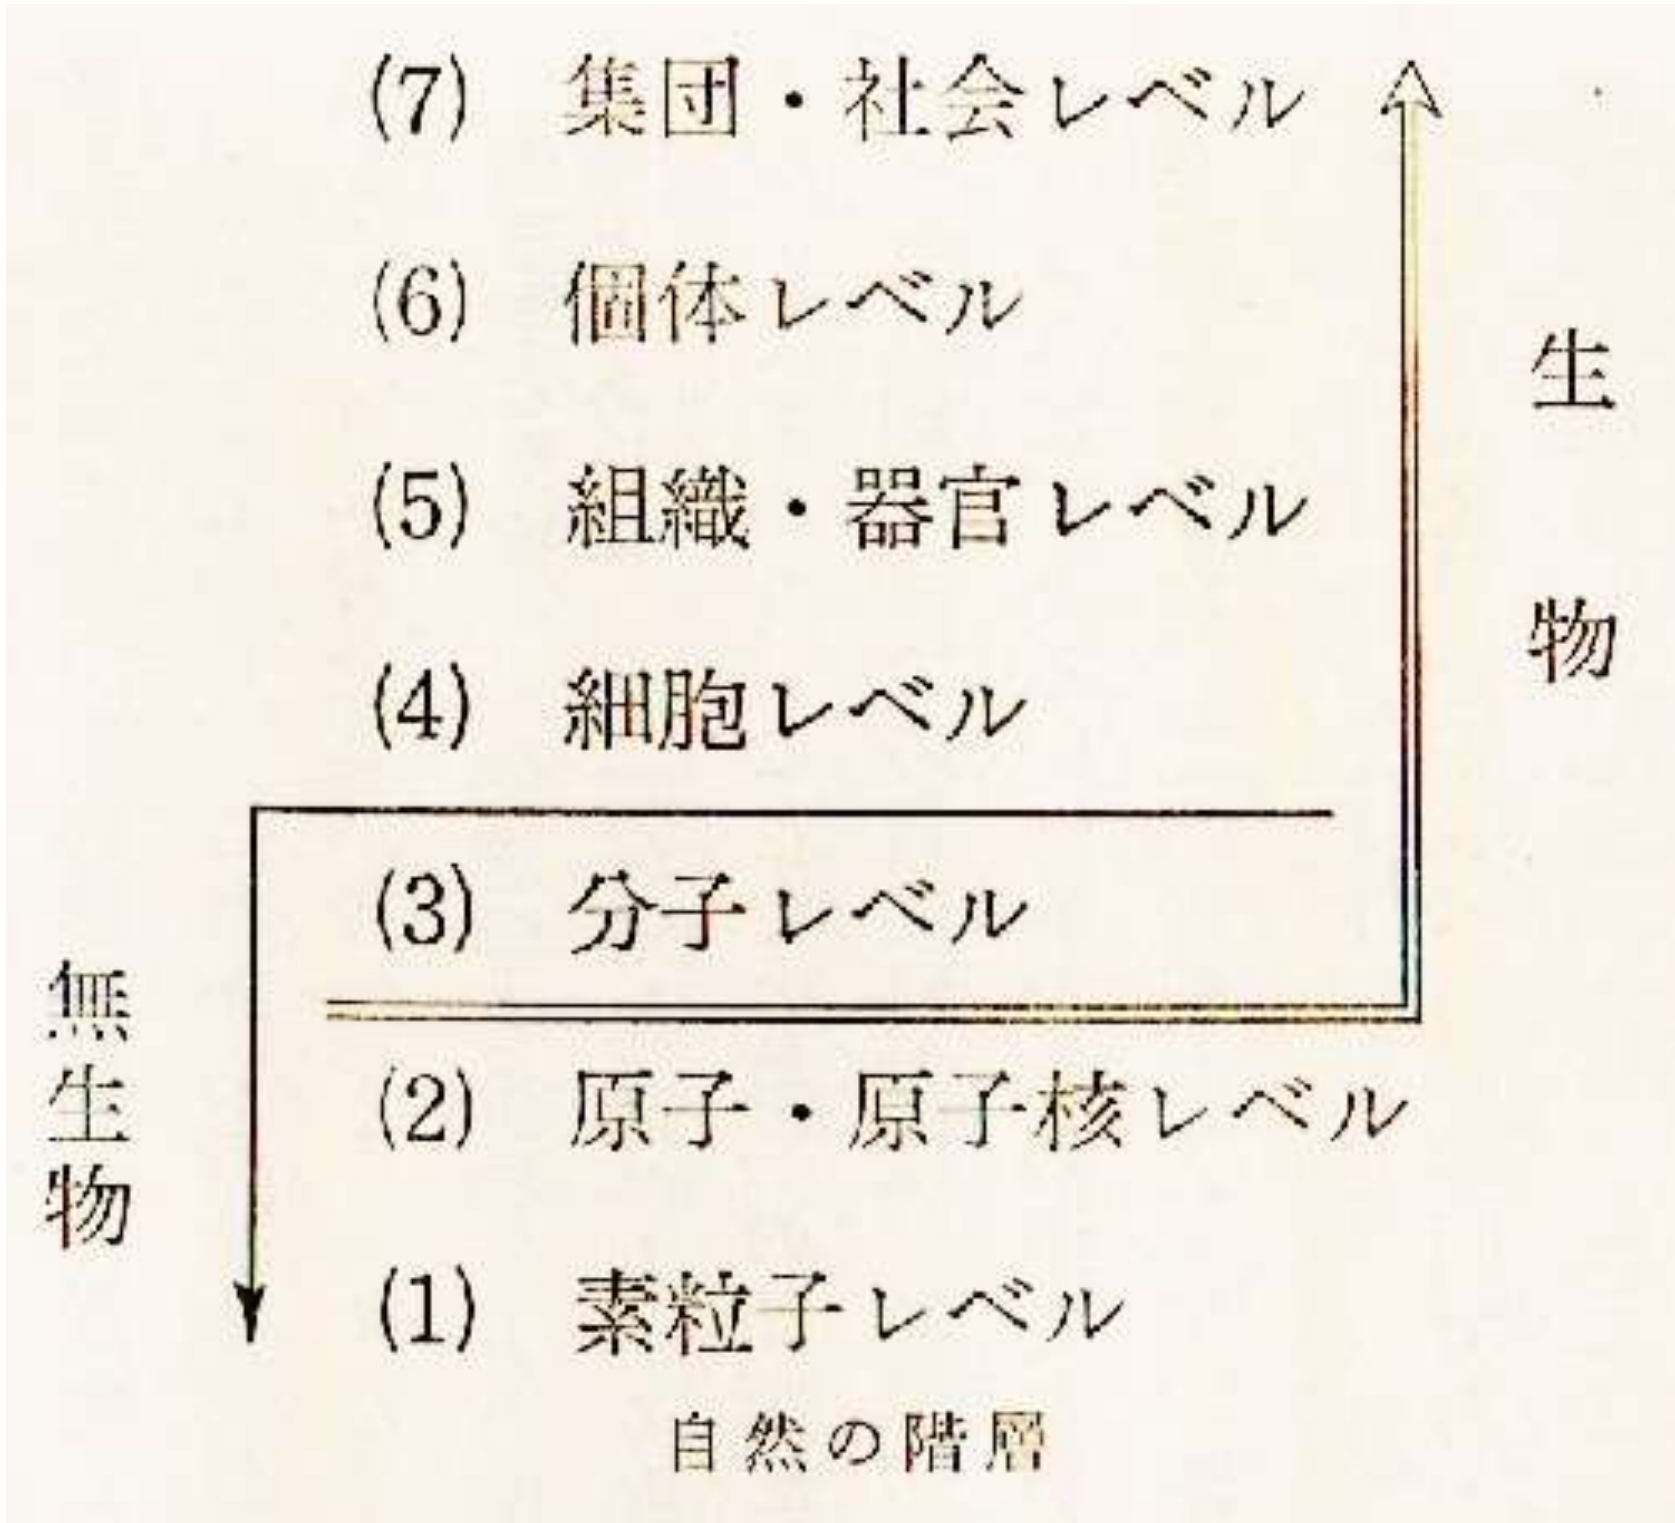 (7) 集団・社会レベル
(6) 個体レベル
(5) 組織・器官レベル
(4) 細胞レベル
(3) 分子レベル
(2) 原子・原子核レベル
(1) 素粒子レベル
生物
無生物
自然の階層